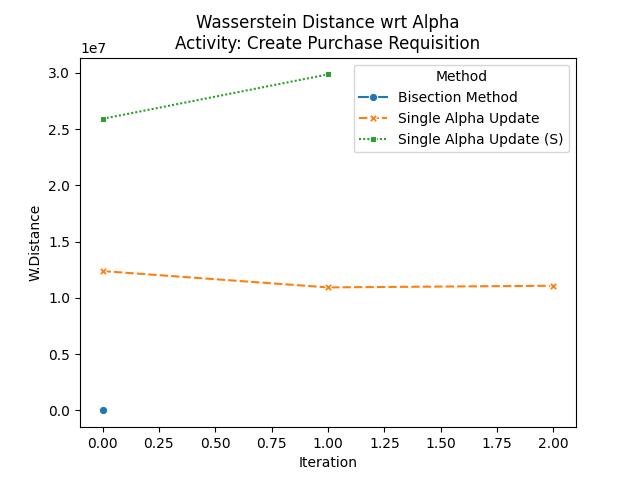 Wasserstein Distance wrt Alpha
Activity: Create Purchase Requisition
1e7
3.0
2.5
2.0
1.5
1.0
0.5
0.0
W.Distance
Method
Bisection Method
Single Alpha Update
Single Alpha Update (S)
0.00 0.25 0.50 0.75 1.00 1.25 1.50 1.75 2.00
Iteration